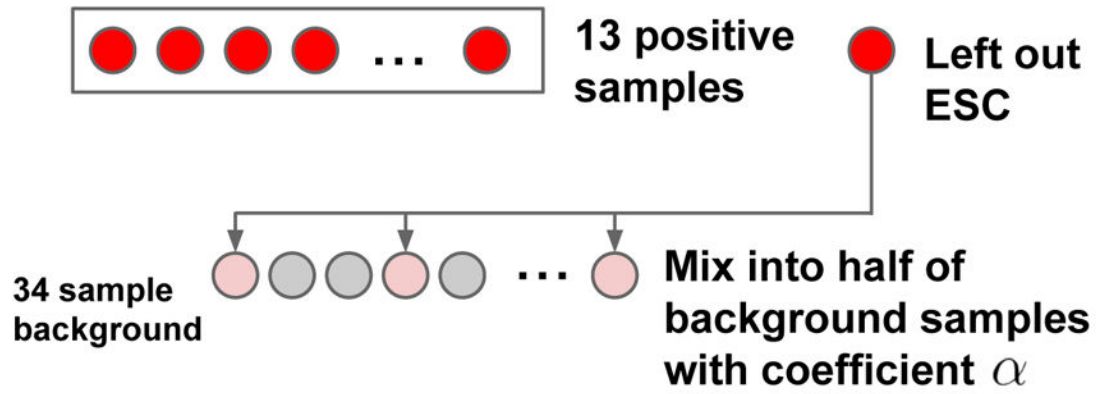 13 positive
samples
Left out
ESC
...
34 sample
background
...
Mix into half of
background samples
with coefficient α